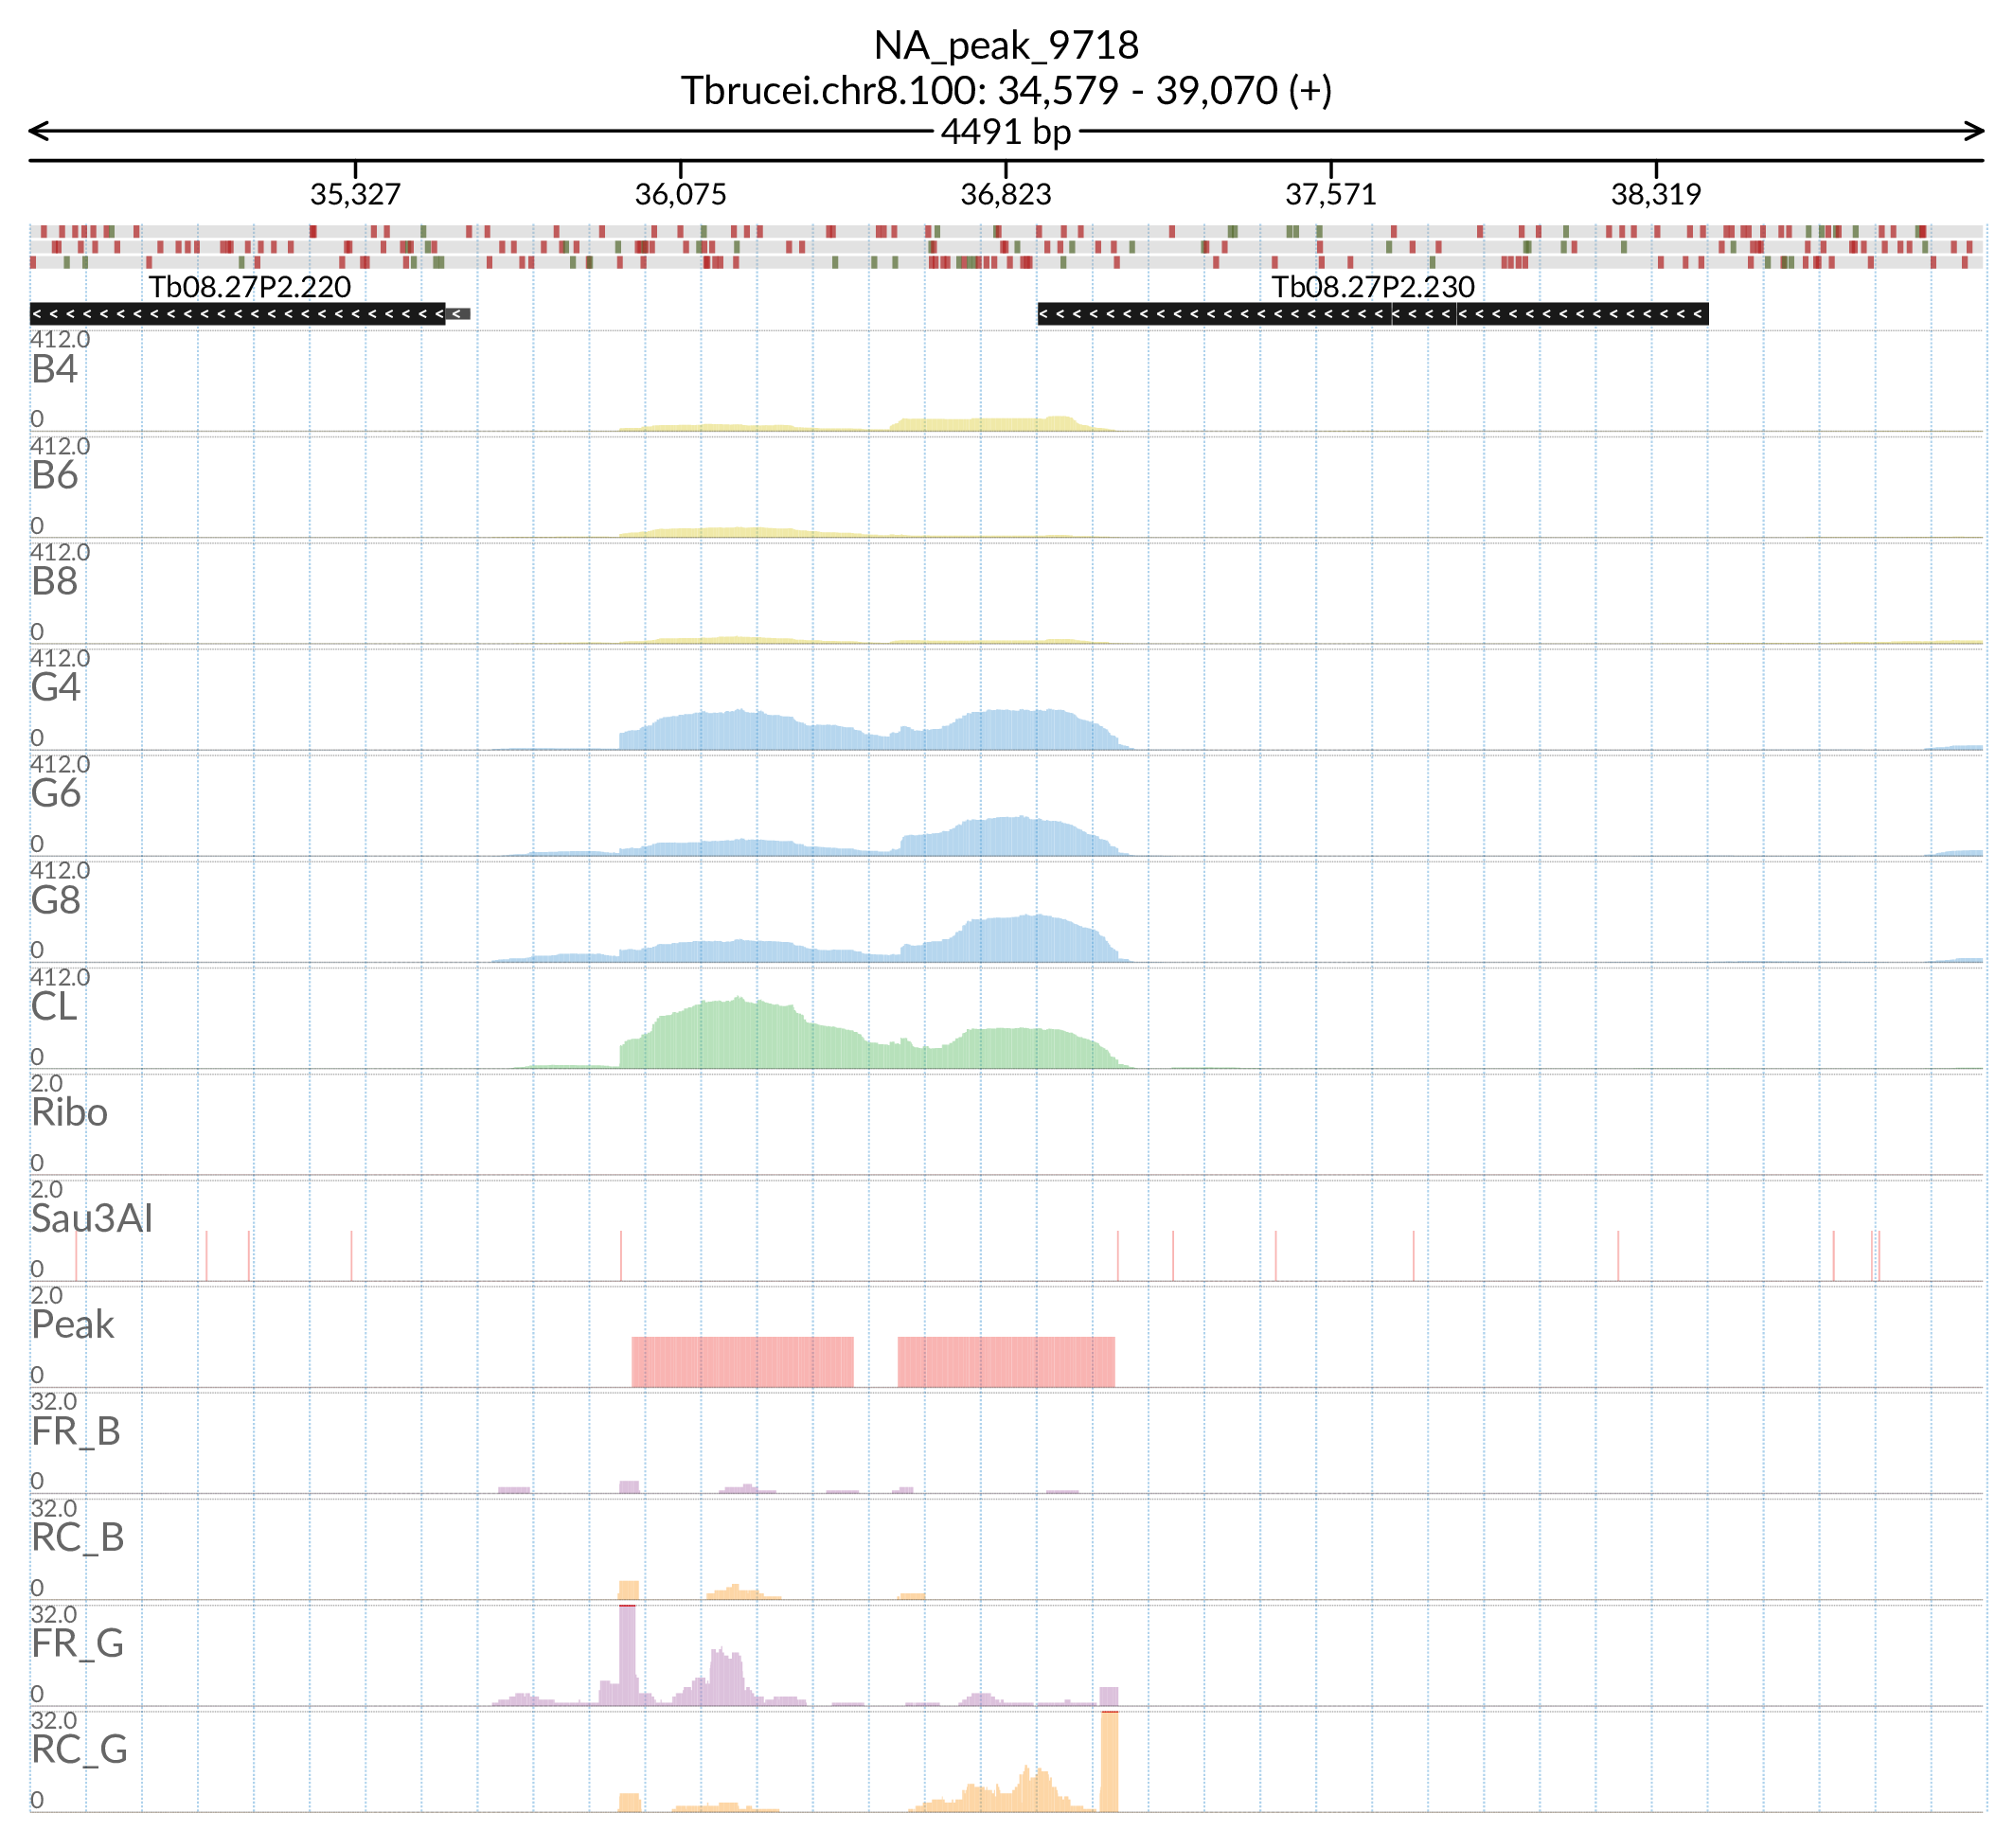 NA_peak_9718
Tbrucei.chr8.100: 34,579 - 39,070 (+)
4491 bp
35,327 36,075 36,823 37,571 38,319
Tb08.27P2.220 Tb08.27P2.230
412.0
B4
0
412.0
B6
0
412.0
B8
0
412.0
G4
0
412.0
G6
0
412.0
G8
0
412.0
CL
0
2.0
Ribo
0
2.0
Sau3AI
0
2.0
Peak
0
32.0
FR_B
0
32.0
RC_B
0
32.0
FR_G
0
32.0
RC_G
0